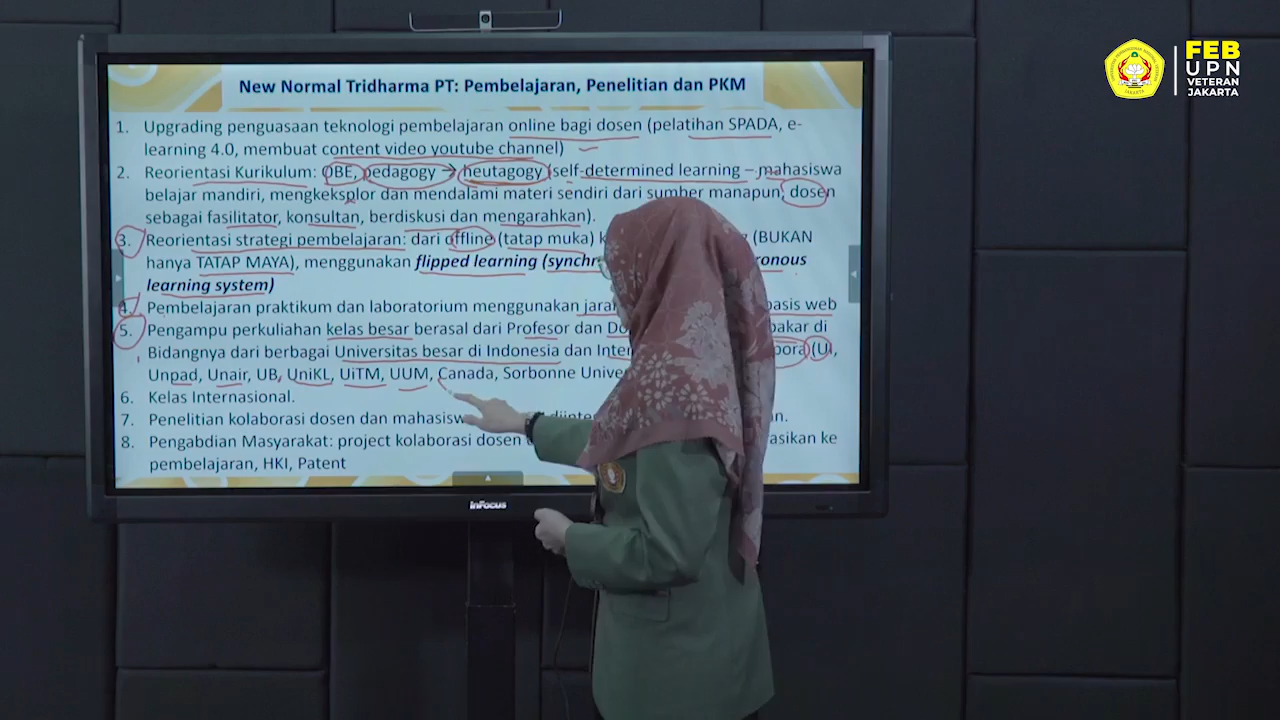 New Normal Tridharma PT: Pembelajaran, Penelitian dan PKM
1. Upgrading penguasaan teknologi pembelajaran online bagi dosen (pelatihan SPADA, e-
learning 4.0, membuat content video youtube channel)
2. Reorientasi Kurikulum: OBE, pedagogy → heutagogy (self-determined learning – mahasiswa
belajar mandiri, mengkeksplor dan mendalami materi sendiri dari sumber manapun, dosen
sebagai fasilitator, konsultan, berdiskusi dan mengarahkan).
3. Reorientasi strategi pembelajaran: dari offline (tatap muka) (BUKAN
hanya TATAP MAYA), menggunakan flipped learning
learning system)
4. Pembelajaran praktikum dan laboratorium menggunakan web
5. Pengampu perkuliahan kelas besar berasal dari Profesor dan di
Bidangnya dari berbagai Universitas besar di Indonesia dan (UI,
Unpad, Unair, UB, UniKL, UiTM, UUM, Canada, Sorbonne
6. Kelas Internasional.
7. Penelitian kolaborasi dosen dan
8. Pengabdian Masyarakat: project kolaborasi dosen ke
pembelajaran, HKI, Patent
InFocus
FEB
UPN
VETERAN
JAKARTA